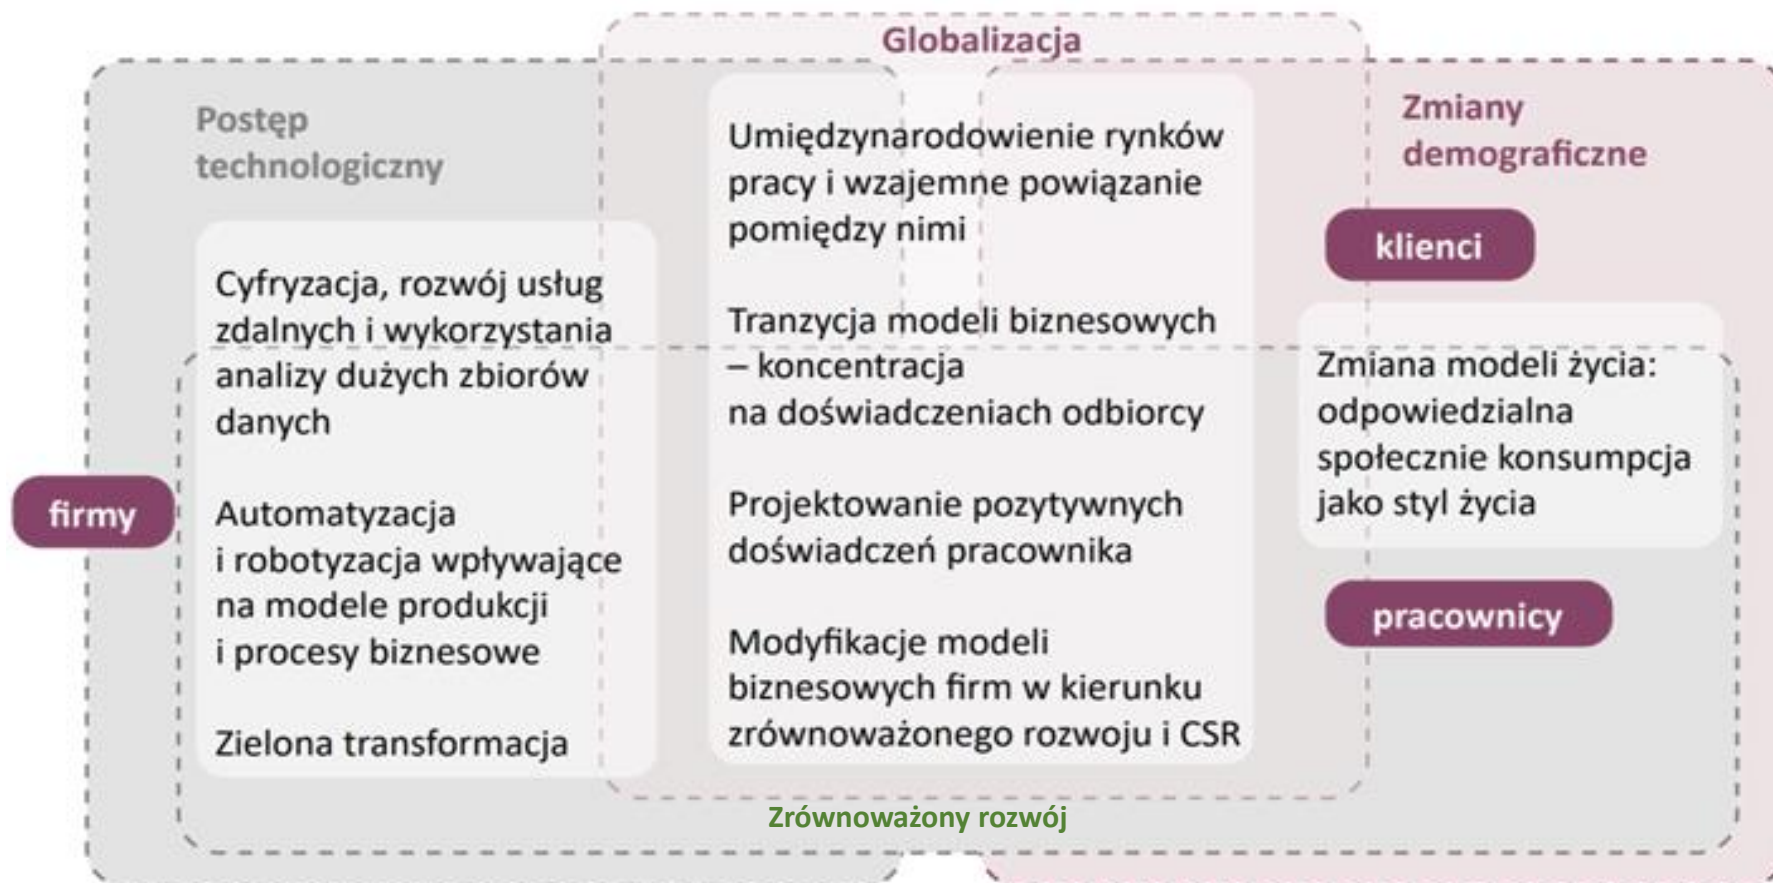 Globalizacja
Postęp
technologiczny
Cyfryzacja, rozwój usług
zdalnych i wykorzystania
analizy dużych zbiorów
danych
Automatyzacja
i robotyzacja wpływające
na modele produkcji
i procesy biznesowe
Zielona transformacja
firmy
Umiędzynarodowienie rynków
pracy i wzajemne powiązanie
pomiędzy nimi
Tranzycja modeli biznesowych
– koncentracja
na doświadczeniach odbiorcy
Projektowanie pozytywnych
doświadczeń pracownika
Modyfikacje modeli
biznesowych firm w kierunku
zrównoważonego rozwoju i CSR
Zmiany
demograficzne
klienci
Zmiana modeli życia:
odpowiedzialna
społecznie konsumpcja
jako styl życia
pracownicy
Zrównoważony rozwój